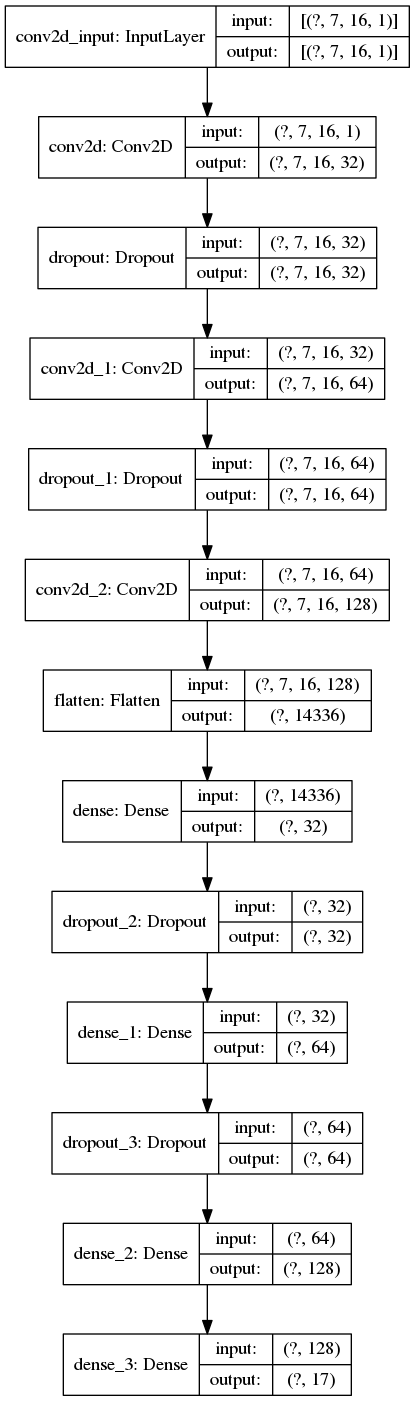 conv2d_input: InputLayer
input: [(?, 7, 16, 1)]
output: [(?, 7, 16, 1)]
conv2d: Conv2D
input: (?, 7, 16, 1)
output: (?, 7, 16, 32)
dropout: Dropout
input: (?, 7, 16, 32)
output: (?, 7, 16, 32)
conv2d_1: Conv2D
input: (?, 7, 16, 32)
output: (?, 7, 16, 64)
dropout_1: Dropout
input: (?, 7, 16, 64)
output: (?, 7, 16, 64)
conv2d_2: Conv2D
input: (?, 7, 16, 64)
output: (?, 7, 16, 128)
flatten: Flatten
input: (?, 7, 16, 128)
output: (?, 14336)
dense: Dense
input: (?, 14336)
output: (?, 32)
dropout_2: Dropout
input: (?, 32)
output: (?, 32)
dense_1: Dense
input: (?, 32)
output: (?, 64)
dropout_3: Dropout
input: (?, 64)
output: (?, 64)
dense_2: Dense
input: (?, 64)
output: (?, 128)
dense_3: Dense
input: (?, 128)
output: (?, 17)